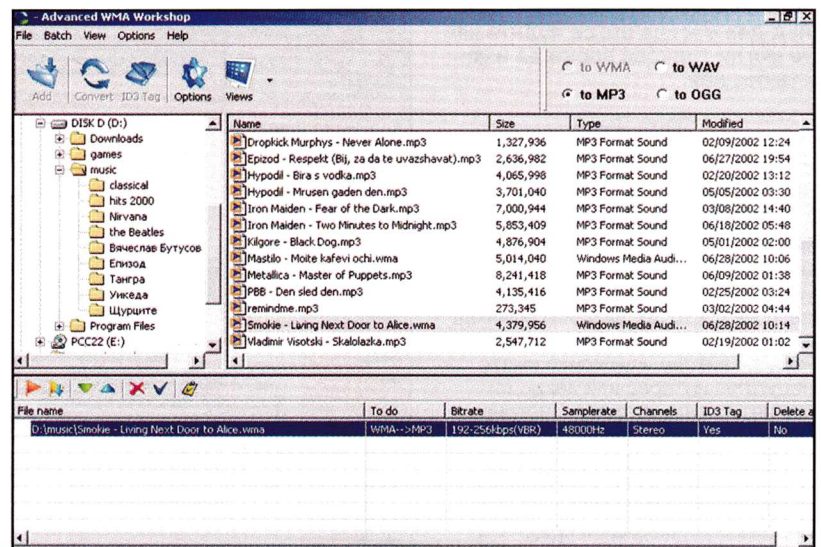 - Advanced WMA Workshop
File Batch View Options Help
Add Convert ID3 Tag Options Views
to WMA to WAV
to MP3 to OGG
DISK D (D:)
Downloads
games
music
classical
hits 2000
Nirvana
the Beatles
Вячеслав Бутусов
Епизод
Тангра
Уикеда
Щурците
Program Files
PCC22 (E:)
Name Size Type Modified
Dropkick Murphys - Never Alone.mp3 1,327,936 MP3 Format Sound 02/09/2002 12:24
Epizod - Respekt (Bij, za da te uvazshavat).mp3 2,636,982 MP3 Format Sound 06/27/2002 19:54
Hypodil - Bira s vodka.mp3 4,065,998 MP3 Format Sound 02/20/2002 13:12
Hypodil - Mrusen gaden den.mp3 3,701,040 MP3 Format Sound 05/05/2002 03:30
Iron Maiden - Fear of the Dark.mp3 7,000,944 MP3 Format Sound 03/08/2002 14:40
Iron Maiden - Two Minutes to Midnight.mp3 5,853,409 MP3 Format Sound 06/18/2002 05:48
Kilgore - Black Dog.mp3 4,876,904 MP3 Format Sound 05/01/2002 02:00
Mastilo - Moite kafevi ochi.wma 5,014,040 Windows Media Audi... 06/28/2002 10:06
Metallica - Master of Puppets.mp3 8,241,418 MP3 Format Sound 06/09/2002 01:38
PBB - Den sled den.mp3 4,135,416 MP3 Format Sound 02/25/2002 03:24
remindme.mp3 273,345 MP3 Format Sound 03/02/2002 04:44
Smokie - Living Next Door to Alice.wma 4,379,956 Windows Media Audi... 06/28/2002 10:14
Vladimir Visotski - Skalolazka.mp3 2,547,712 MP3 Format Sound 02/19/2002 01:02
File name To do Bitrate Samplerate Channels ID3 Tag Delete a
D:\music\Smokie - Living Next Door to Alice.wma WMA-->MP3 192-256kbps(VBR) 48000Hz Stereo Yes No